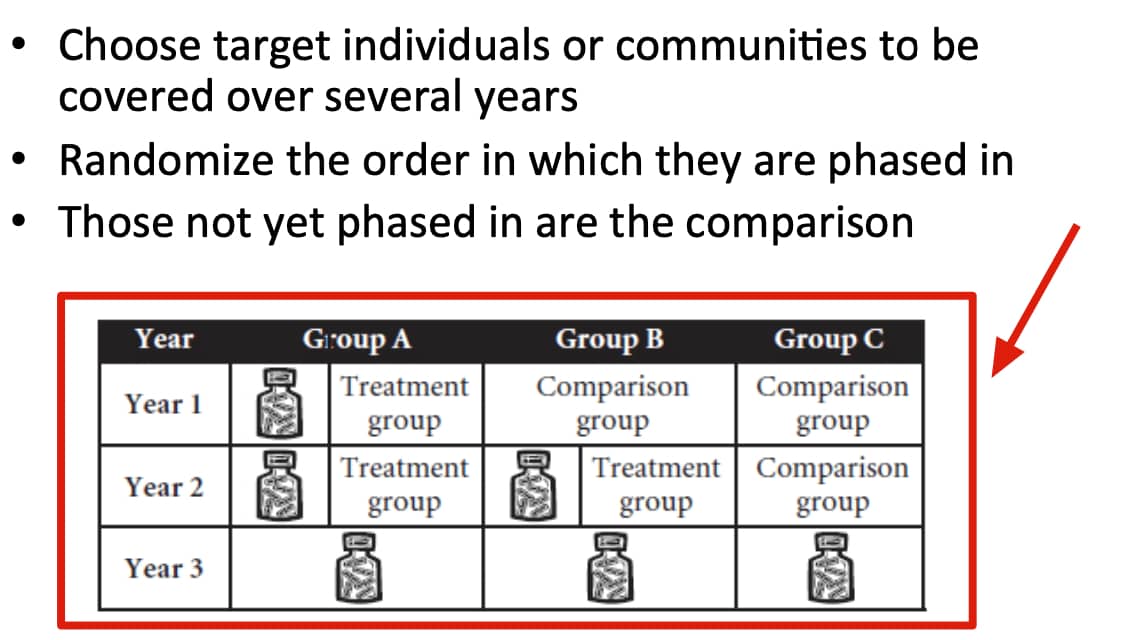 • Choose target individuals or communities to be
covered over several years
• Randomize the order in which they are phased in
• Those not yet phased in are the comparison
Year Group A Group B Group C
Year 1 Treatment group Comparison group Comparison group
Year 2 Treatment group Treatment group Comparison group
Year 3